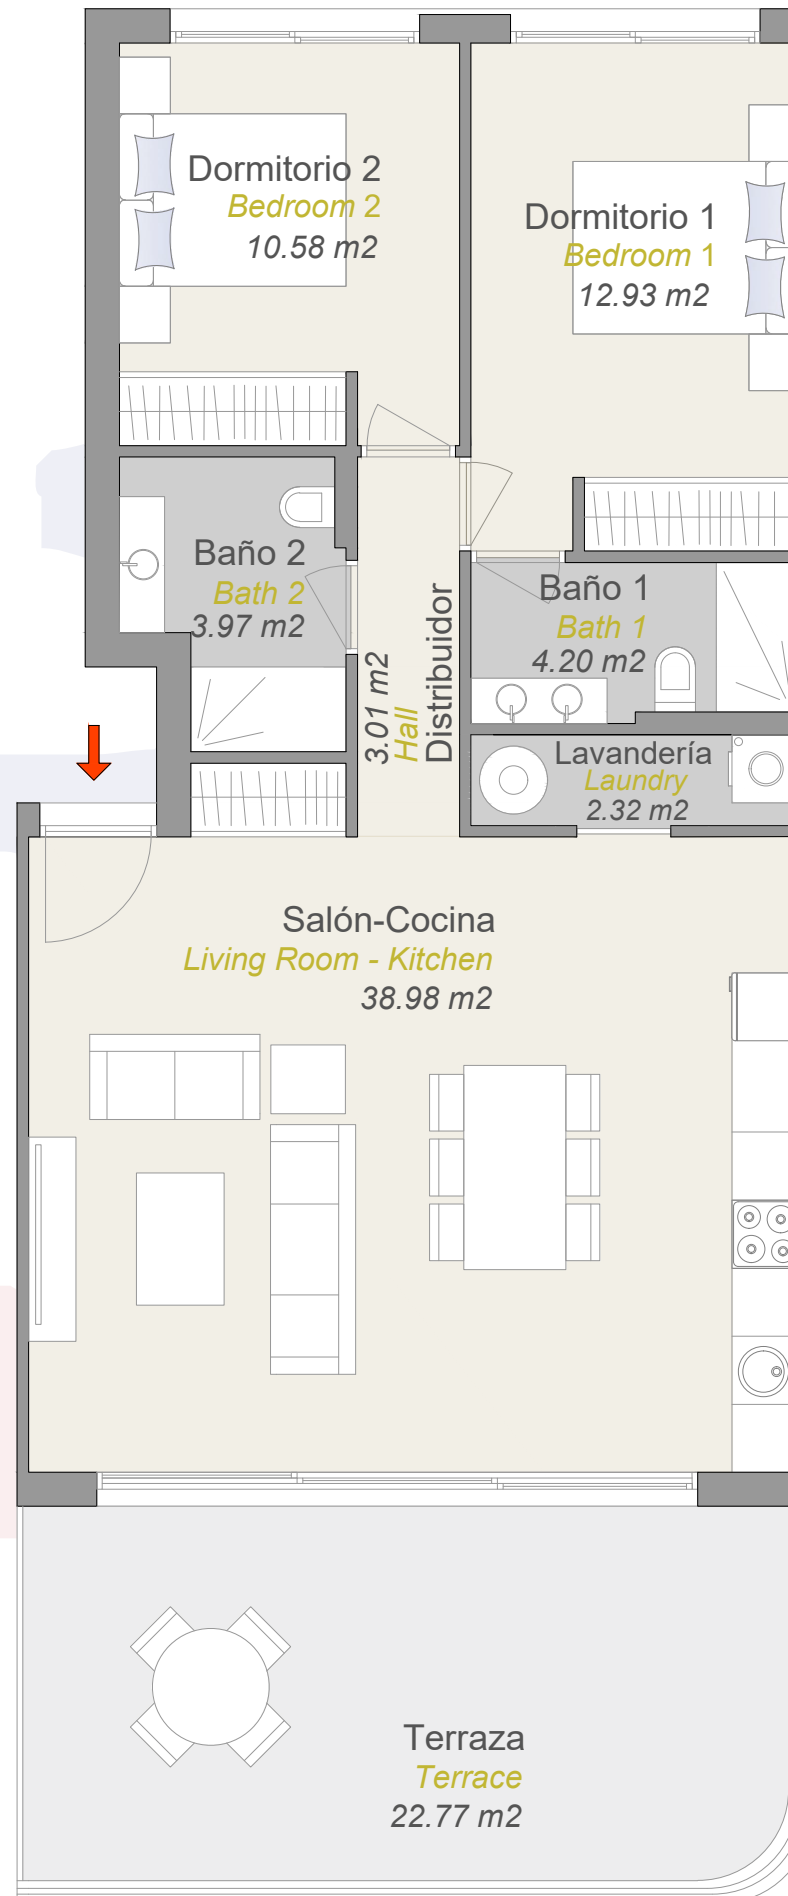 Dormitorio 2
Bedroom 2
10.58 m2
Dormitorio 1
Bedroom 1
12.93 m2
Baño 2
Bath 2
3.97 m2
Distribuidor
Hall
3.01 m2
Baño 1
Bath 1
4.20 m2
Lavandería
Laundry
2.32 m2
Salón-Cocina
Living Room - Kitchen
38.98 m2
Terraza
Terrace
22.77 m2